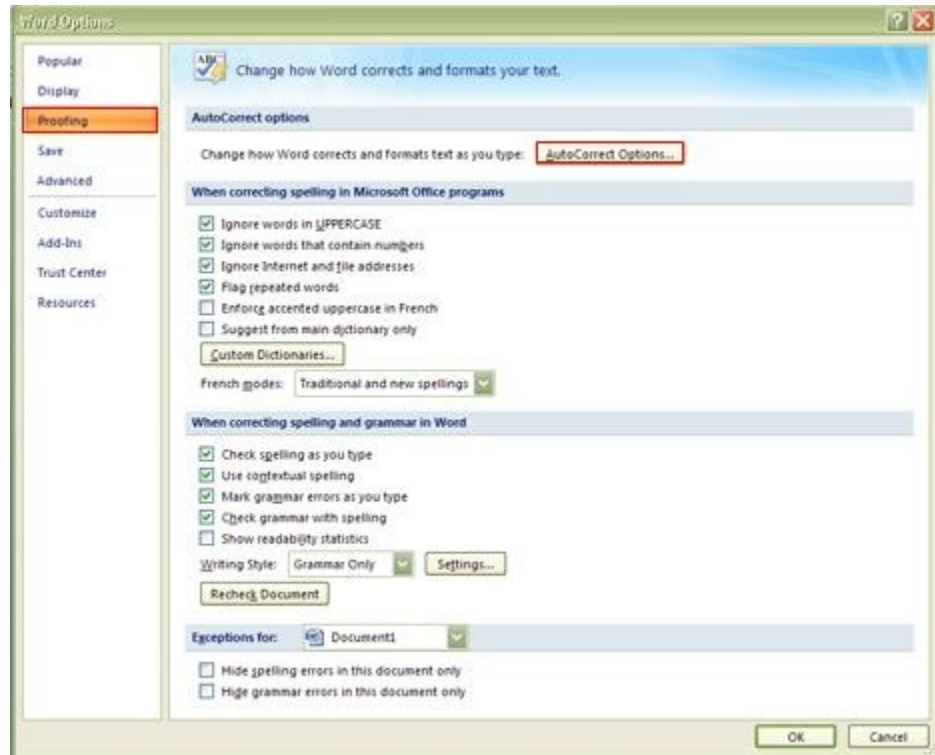 Word Options
Popular
Display
Proofing
Save
Advanced
Customize
Add-Ins
Trust Center
Resources
ABC
Change how Word corrects and formats your text.
AutoCorrect options
Change how Word corrects and formats text as you type: AutoCorrect Options...
When correcting spelling in Microsoft Office programs
Ignore words in UPPERCASE
Ignore words that contain numbers
Ignore Internet and file addresses
Flag repeated words
Enforce accented uppercase in French
Suggest from main dictionary only
Custom Dictionaries...
French modes: Traditional and new spellings
When correcting spelling and grammar in Word
Check spelling as you type
Use contextual spelling
Mark grammar errors as you type
Check grammar with spelling
Show readability statistics
Writing Style: Grammar Only Settings...
Recheck Document
Exceptions for: Document1
Hide spelling errors in this document only
Hide grammar errors in this document only
OK Cancel